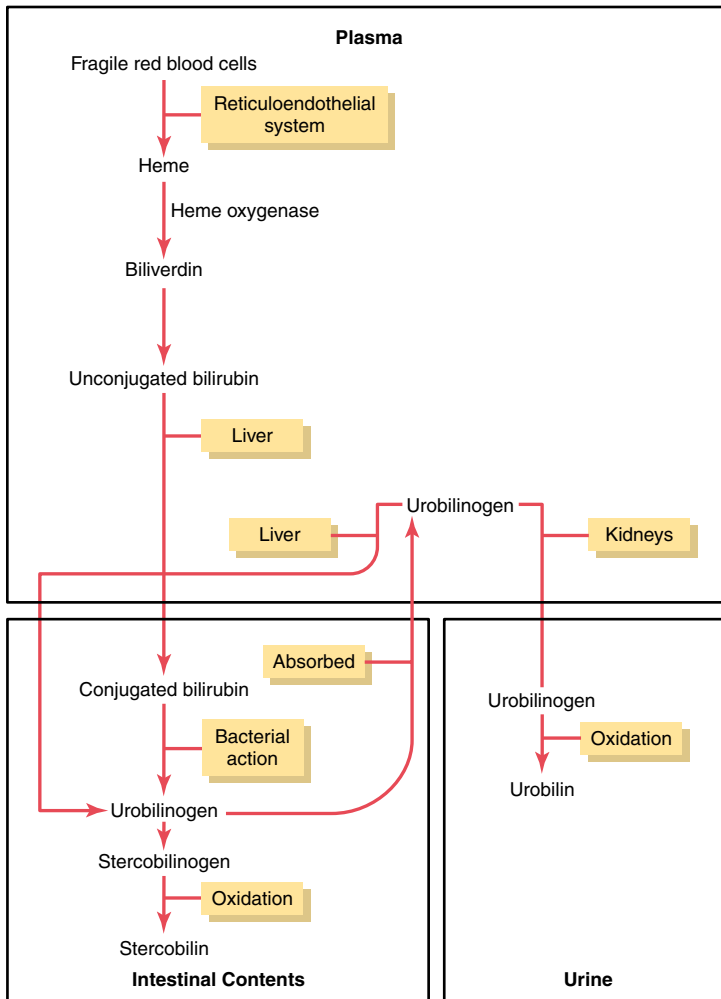 Plasma
Fragile red blood cells
Reticuloendothelial
system
Heme
Heme oxygenase
Biliverdin
Unconjugated bilirubin
Liver
Urobilinogen
Liver
Kidneys
Absorbed
Conjugated bilirubin
Bacterial
action
Urobilinogen
Stercobilinogen
Oxidation
Stercobilin
Intestinal Contents
Urobilinogen
Oxidation
Urobilin
Urine